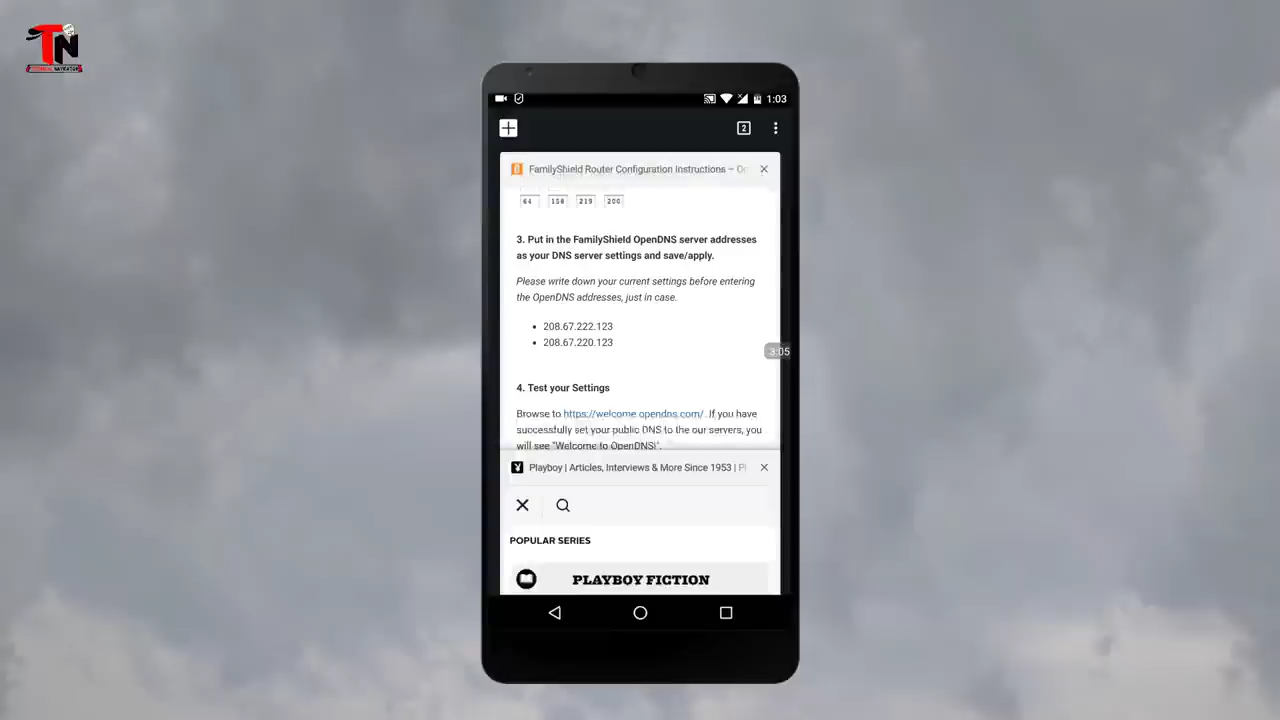 TN
1:03
2
FamilyShield Router Configuration Instructions – Op
64 158 219 200
3. Put in the FamilyShield OpenDNS server addresses
as your DNS server settings and save/apply.
Please write down your current settings before entering
the OpenDNS addresses, just in case.
• 208.67.222.123
• 208.67.220.123
3:05
4. Test your Settings
Browse to https://welcome.opendns.com/. If you have
successfully set your public DNS to the our servers, you
will see "Welcome to OpenDNS!".
Playboy | Articles, Interviews & More Since 1953 | Pl
POPULAR SERIES
PLAYBOY FICTION